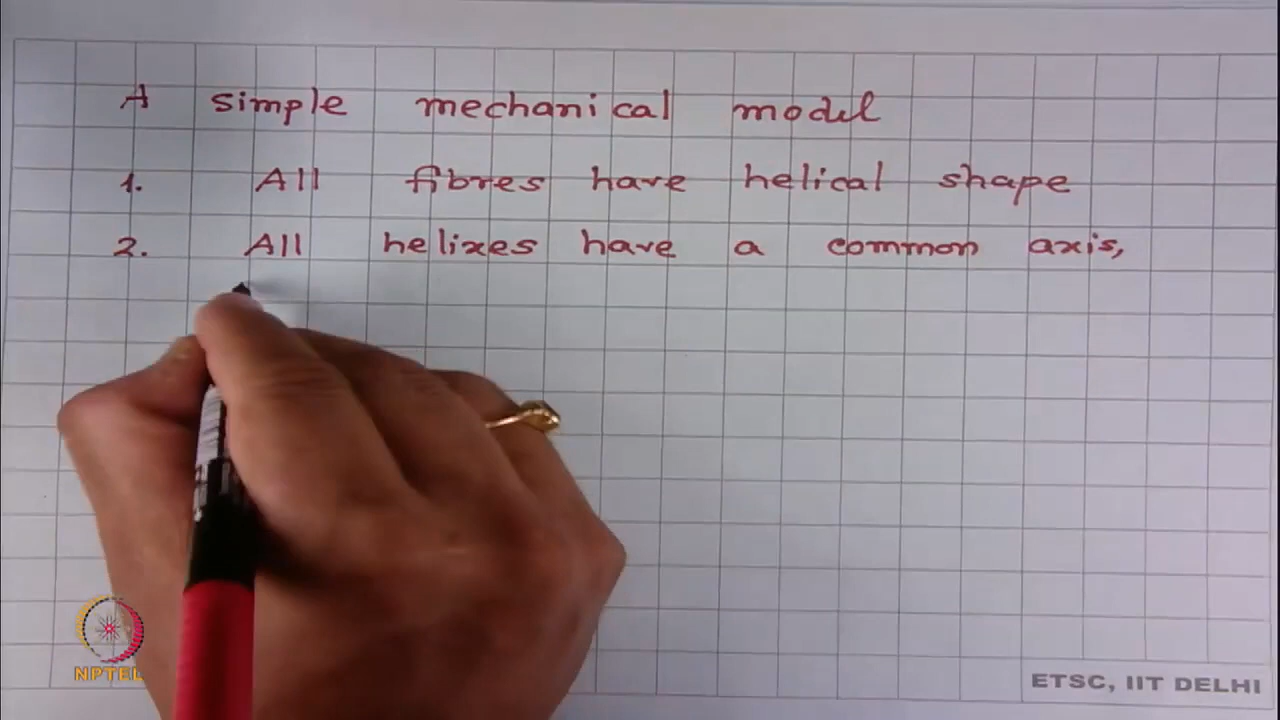 A simple mechanical model
1. All fibres have helical shape
2. All helixes have a common axis,
NPTEL
ETSC, IIT DELHI